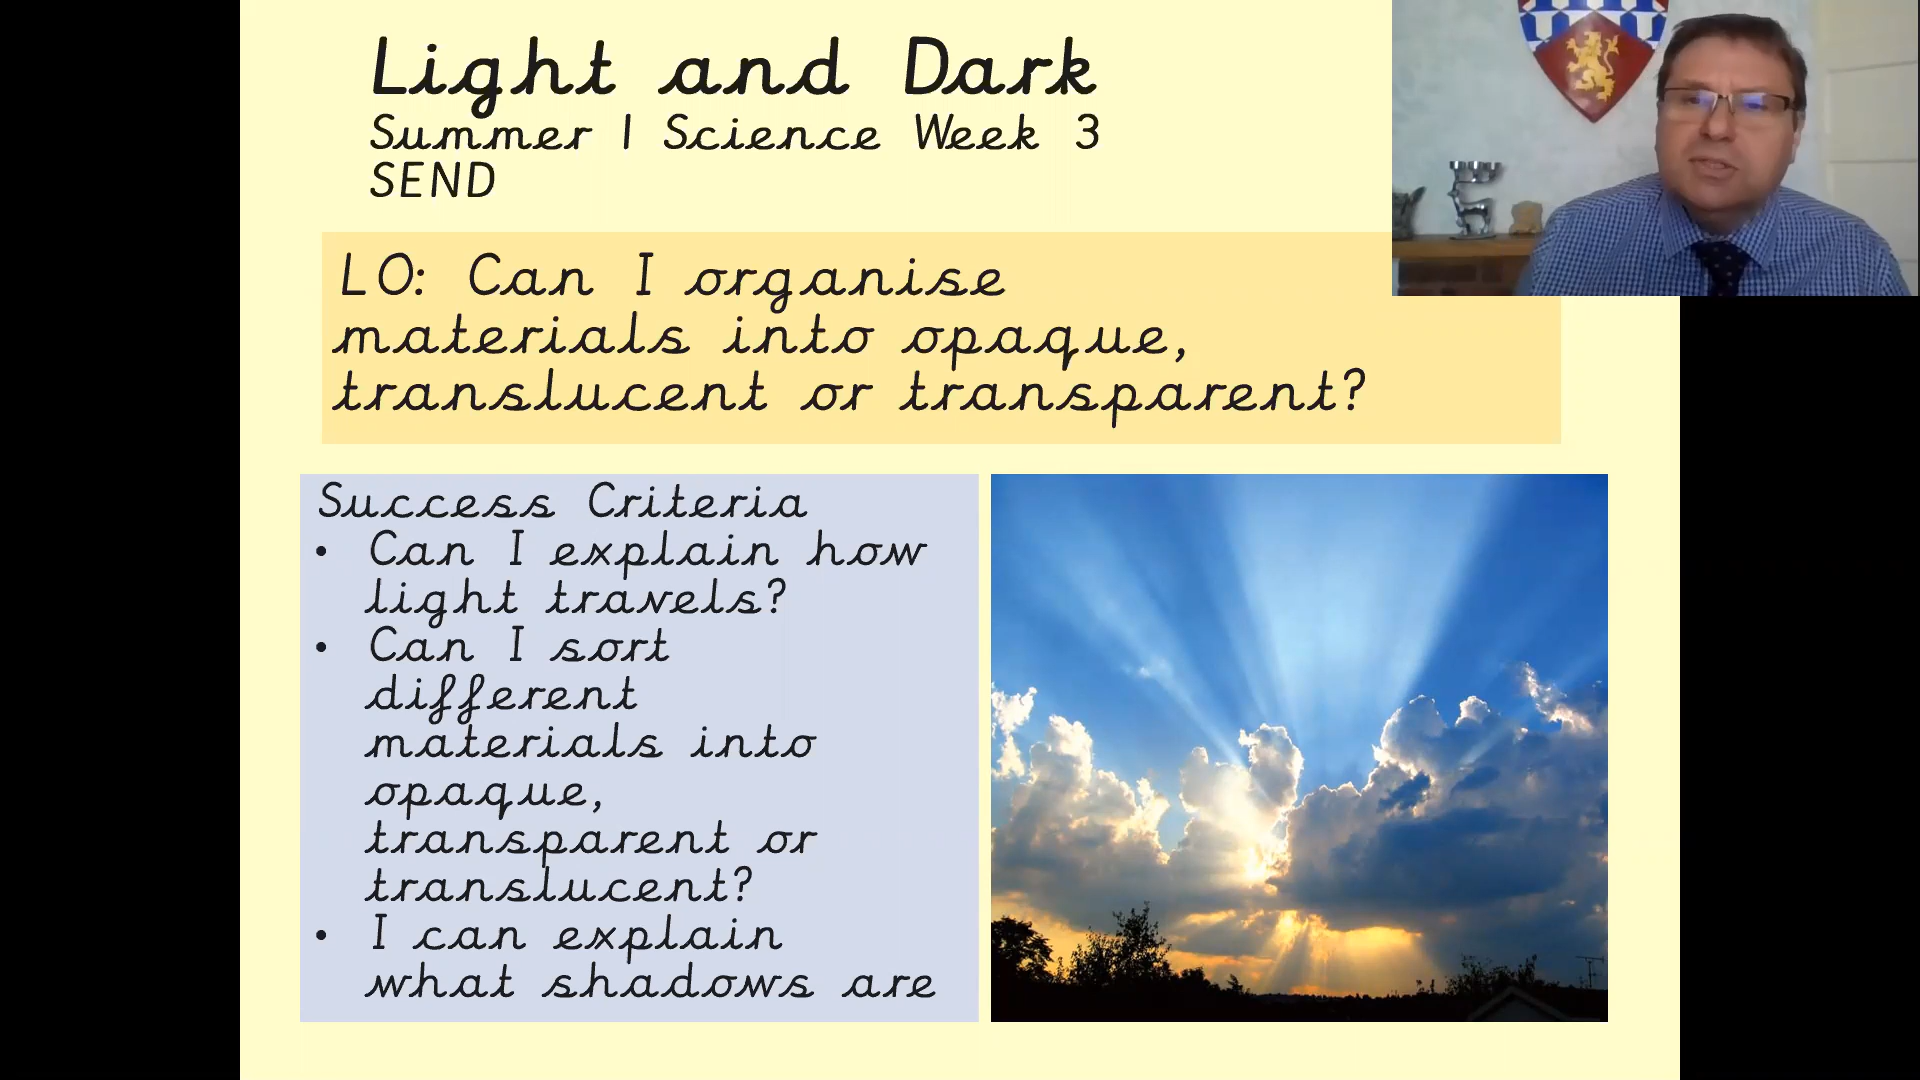 Light and Dark
Summer 1 Science Week 3
SEND
LO: Can I organise
materials into opaque,
translucent or transparent?
Success Criteria
• Can I explain how
light travels?
• Can I sort
different
materials into
opaque,
transparent or
translucent?
• I can explain
what shadows are